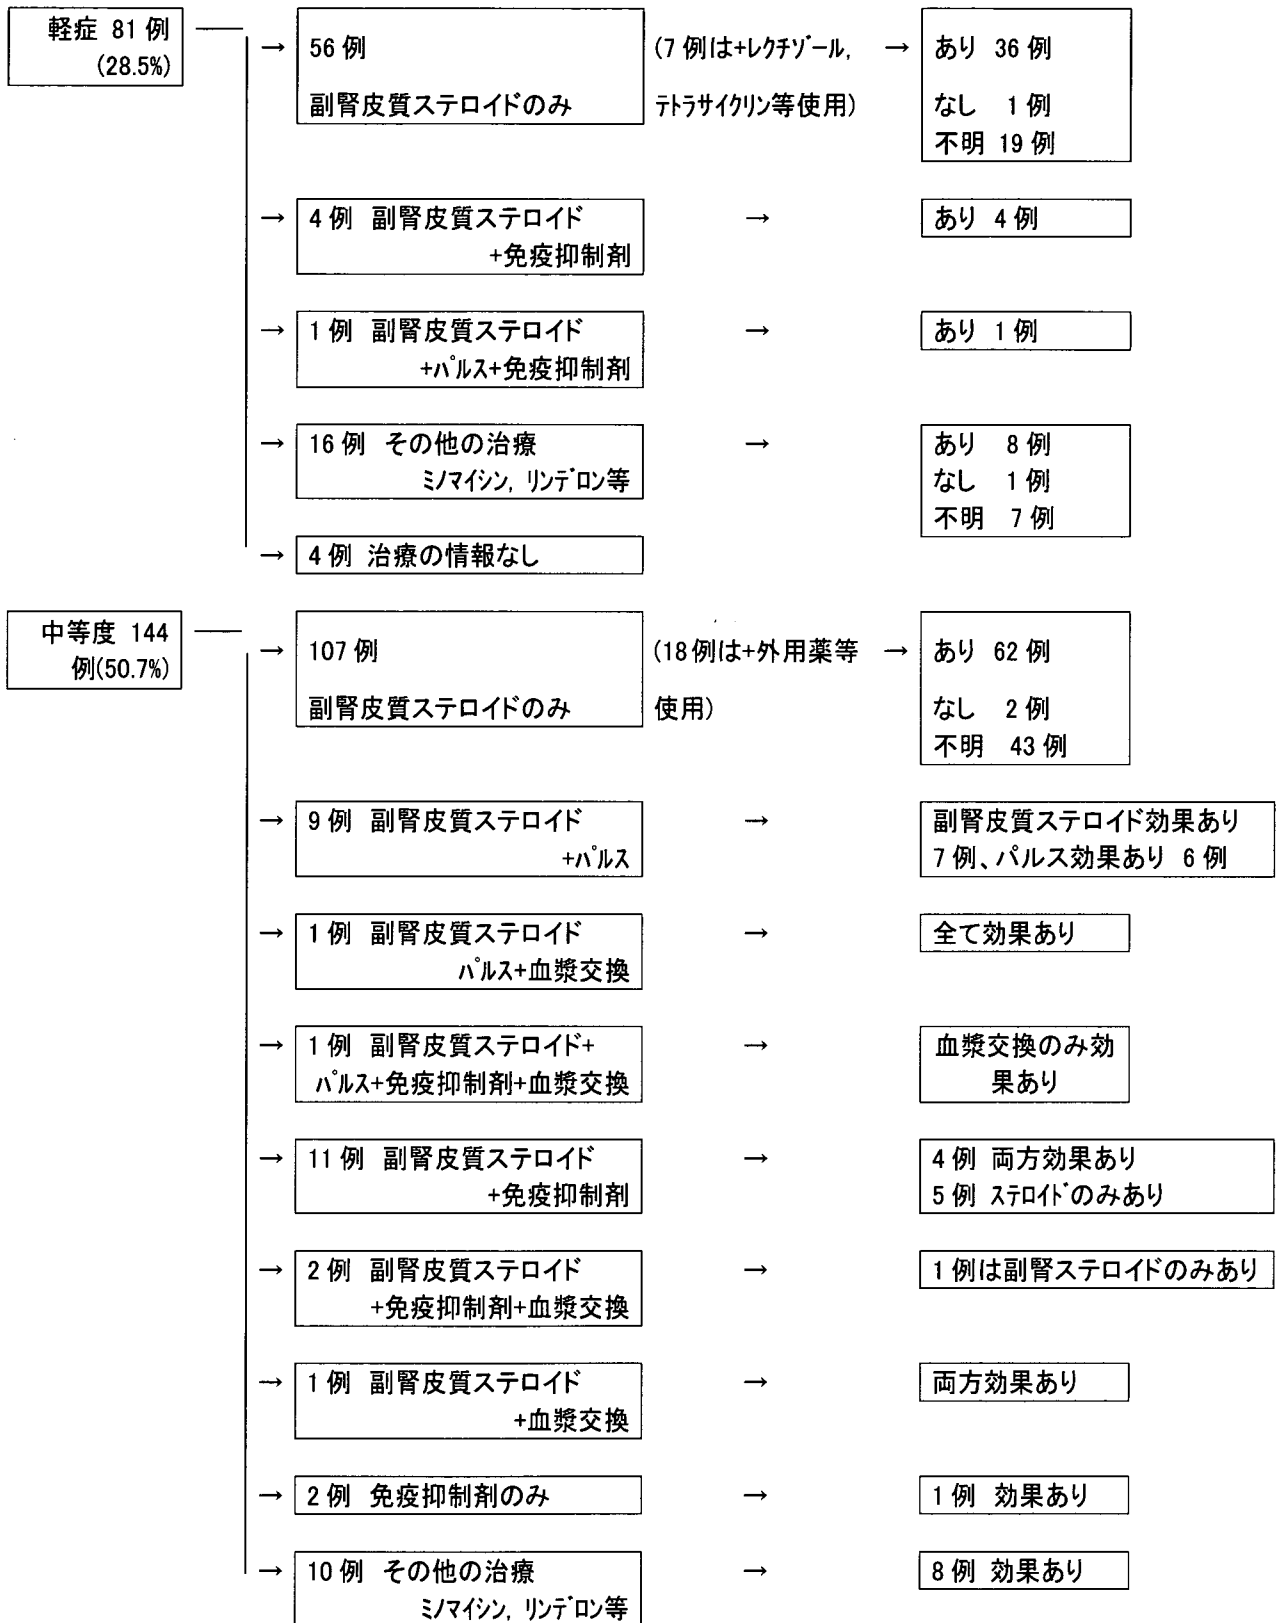 軽症 81 例
(28.5%)
→ 56 例
副腎皮質ステロイドのみ
(7 例は+レクチゾール,
テトラサイクリン等使用)
→ あり 36 例
なし 1 例
不明 19 例
→ 4 例 副腎皮質ステロイド
+免疫抑制剤
→ あり 4 例
→ 1 例 副腎皮質ステロイド
+パルス+免疫抑制剤
→ あり 1 例
→ 16 例 その他の治療
ミノマイシン, リンデロン等
→ あり 8 例
なし 1 例
不明 7 例
→ 4 例 治療の情報なし
中等度 144
例(50.7%)
→ 107 例
副腎皮質ステロイドのみ
(18 例は+外用薬等
使用)
→ あり 62 例
なし 2 例
不明 43 例
→ 9 例 副腎皮質ステロイド
+パルス
→ 副腎皮質ステロイド効果あり
7 例、パルス効果あり 6 例
→ 1 例 副腎皮質ステロイド
パルス+血漿交換
→ 全て効果あり
→ 1 例 副腎皮質ステロイド+
パルス+免疫抑制剤+血漿交換
→ 血漿交換のみ効
果あり
→ 11 例 副腎皮質ステロイド
+免疫抑制剤
→ 4 例 両方効果あり
5 例 ステロイドのみあり
→ 2 例 副腎皮質ステロイド
+免疫抑制剤+血漿交換
→ 1 例は副腎ステロイドのみあり
→ 1 例 副腎皮質ステロイド
+血漿交換
→ 両方効果あり
→ 2 例 免疫抑制剤のみ
→ 1 例 効果あり
→ 10 例 その他の治療
ミノマイシン, リンデロン等
→ 8 例 効果あり